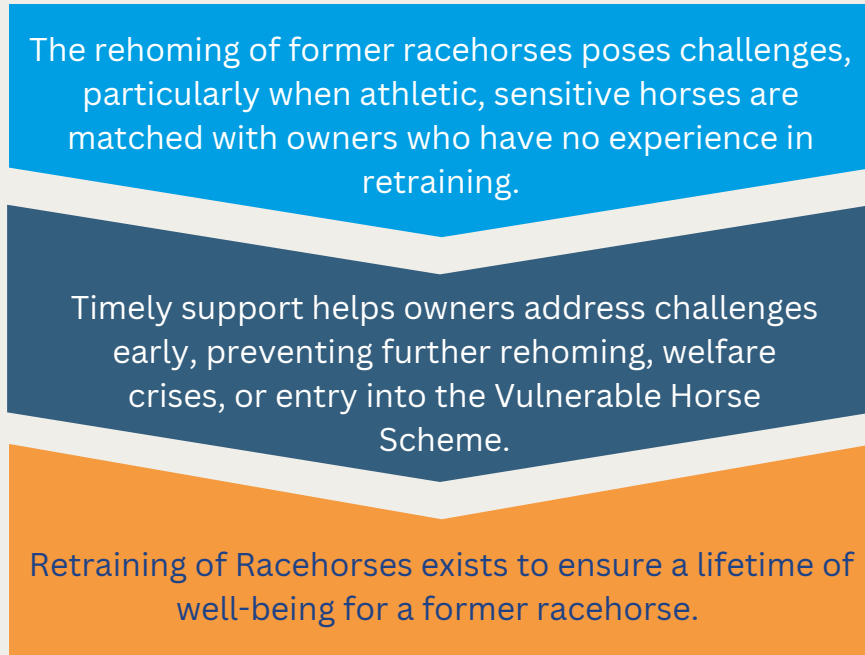 The rehoming of former racehorses poses challenges,
particularly when athletic, sensitive horses are
matched with owners who have no experience in
retraining.
Timely support helps owners address challenges
early, preventing further rehoming, welfare
crises, or entry into the Vulnerable Horse
Scheme.
Retraining of Racehorses exists to ensure a lifetime of
well-being for a former racehorse.